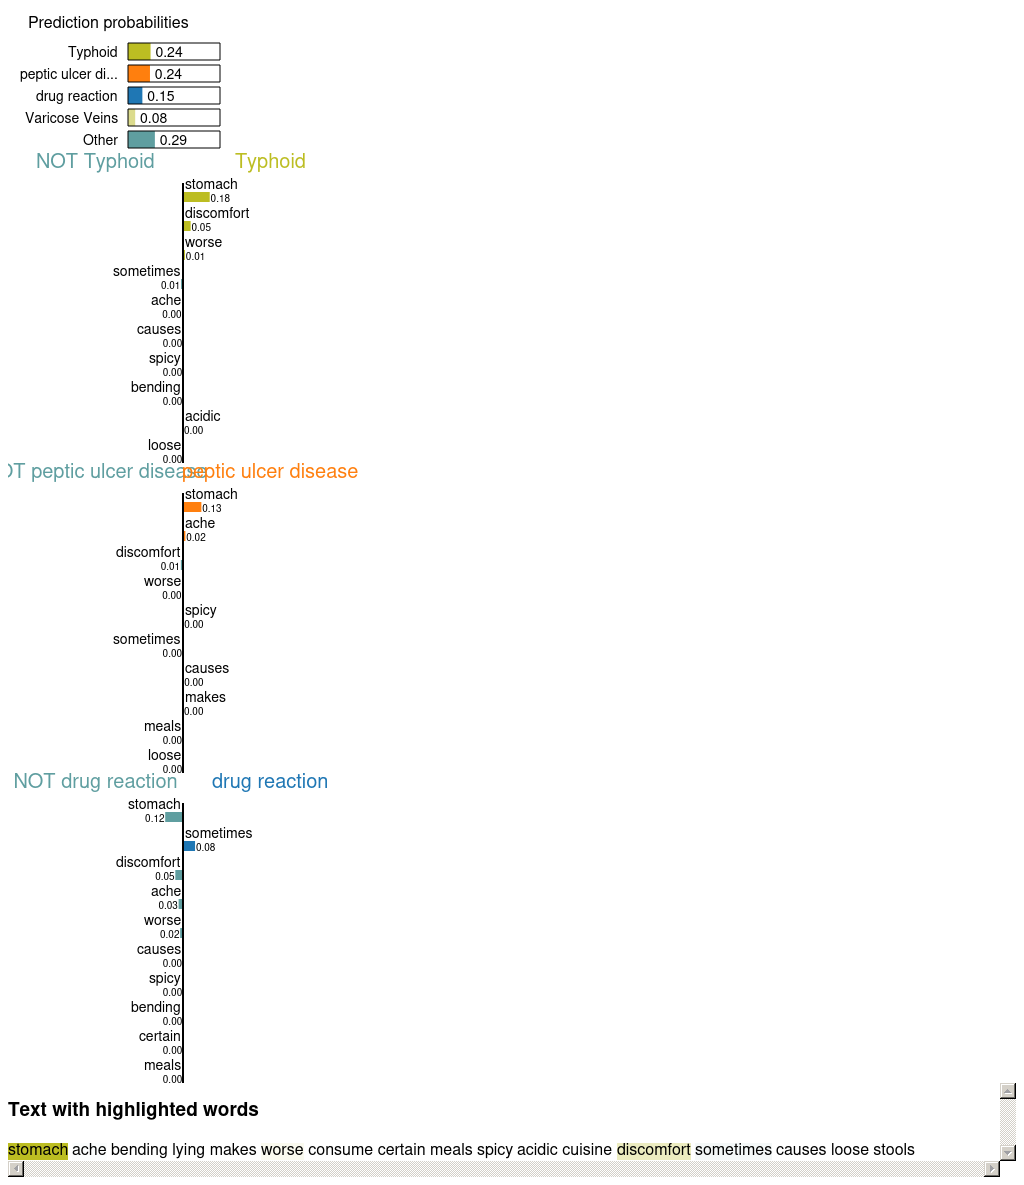 Prediction probabilities
Typhoid 0.24
peptic ulcer di... 0.24
drug reaction 0.15
Varicose Veins 0.08
Other 0.29
NOT Typhoid Typhoid
stomach
0.18
discomfort
0.05
worse
0.01
sometimes
0.01
ache
0.00
causes
0.00
spicy
0.00
bending
0.00
acidic
0.00
loose
0.00
OT peptic ulcer disease peptic ulcer disease
stomach
0.13
ache
0.02
discomfort
0.01
worse
0.00
spicy
0.00
sometimes
0.00
causes
0.00
makes
0.00
meals
0.00
loose
0.00
NOT drug reaction drug reaction
stomach
0.12
sometimes
0.08
discomfort
0.05
ache
0.03
worse
0.02
causes
0.00
spicy
0.00
bending
0.00
certain
0.00
meals
0.00
Text with highlighted words
stomach ache bending lying makes worse consume certain meals spicy acidic cuisine discomfort sometimes causes loose stools